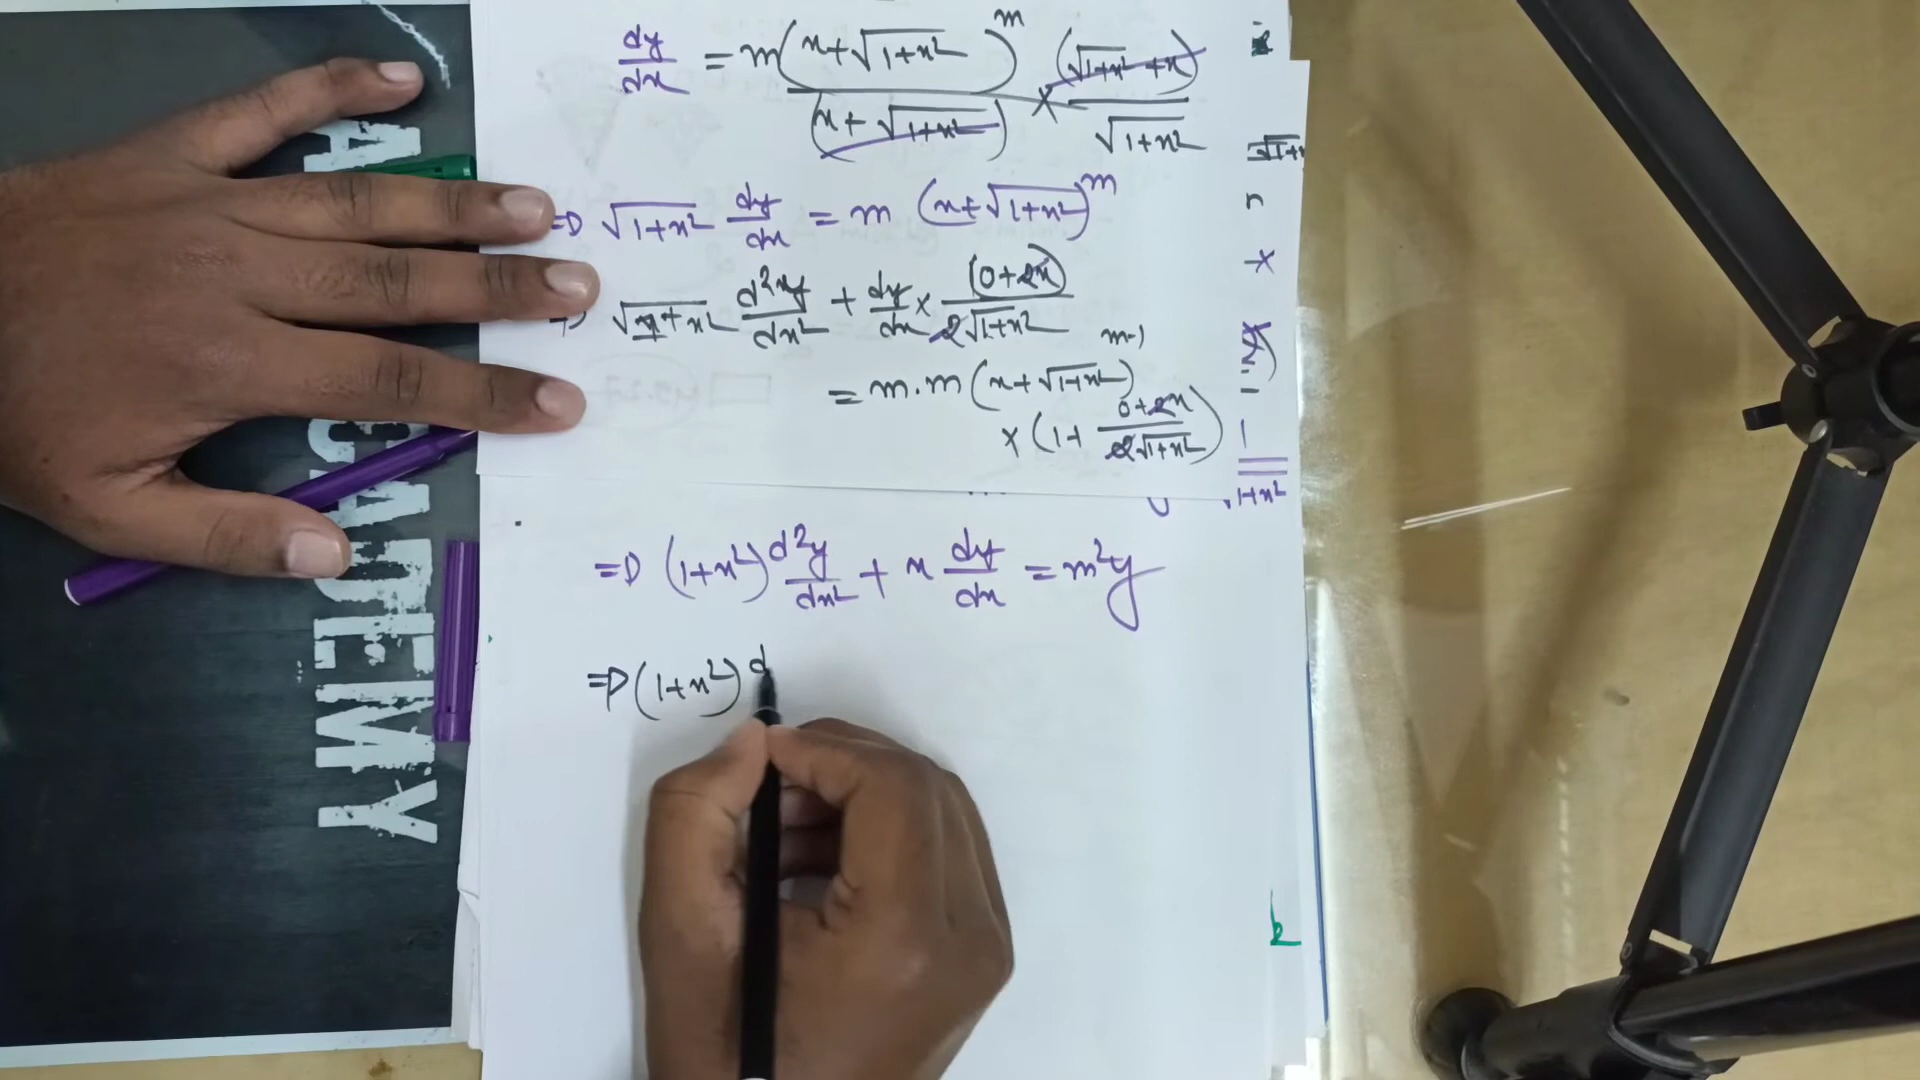 dy/dx = m(x+√1+x²)^m / (x+√1+x²) × (√1+x²+x) / √1+x²
⇒ √1+x² dy/dx = m (x+√1+x²)^m
⇒ √1+x² d²y/dx² + dy/dx × (0+2x) / 2√1+x²
= m.m (x+√1+x²)^m-1
× (1+ 0+2x / 2√1+x²)
1+x²
⇒ (1+x²) d²y/dx² + x dy/dx = m²y
⇒ (1+x²) d
ACADEMY
k